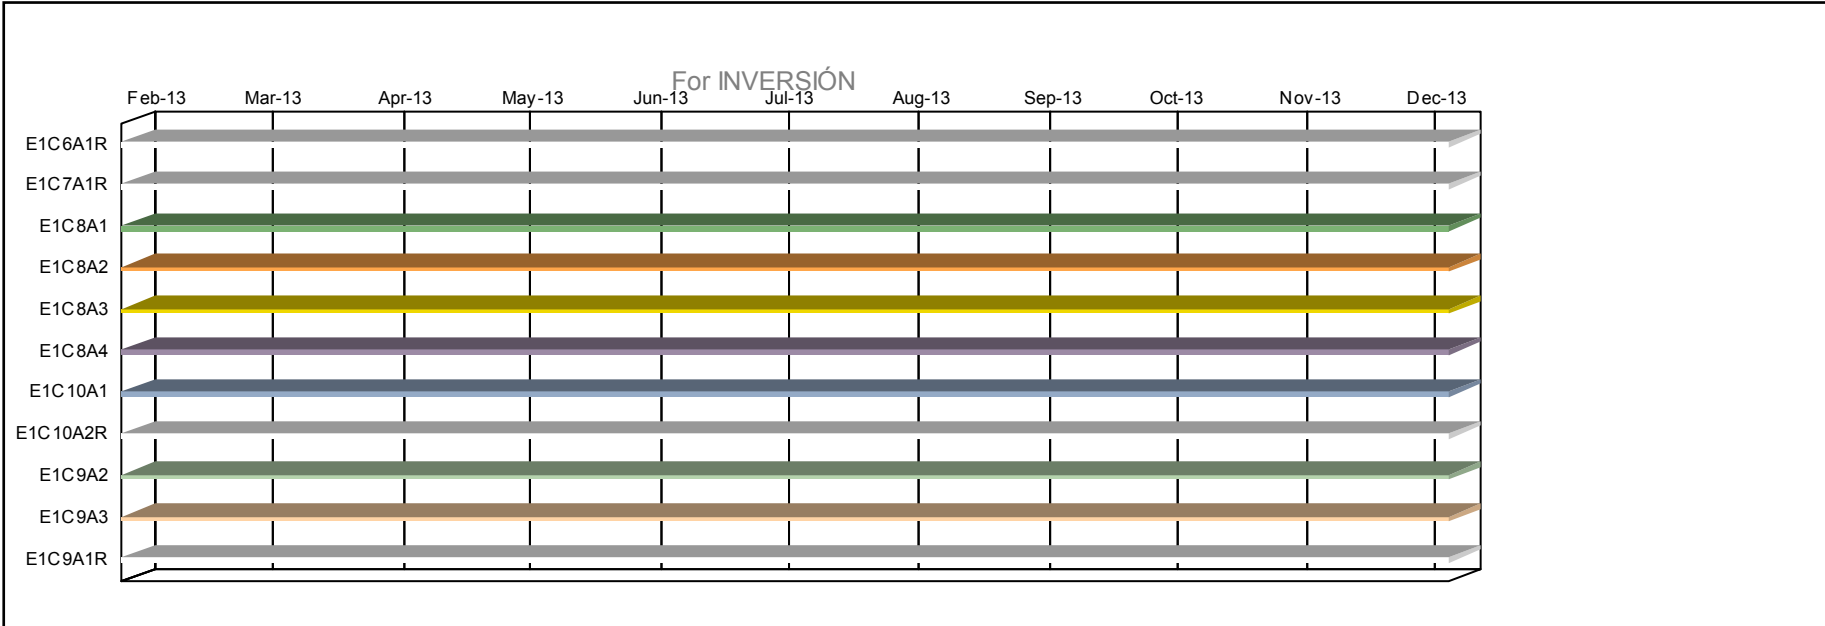 For INVERSIÓN
Feb-13 Mar-13 Apr-13 May-13 Jun-13 Jul-13 Aug-13 Sep-13 Oct-13 Nov-13 Dec-13
E1C6A1R
E1C7A1R
E1C8A1
E1C8A2
E1C8A3
E1C8A4
E1C10A1
E1C10A2R
E1C9A2
E1C9A3
E1C9A1R